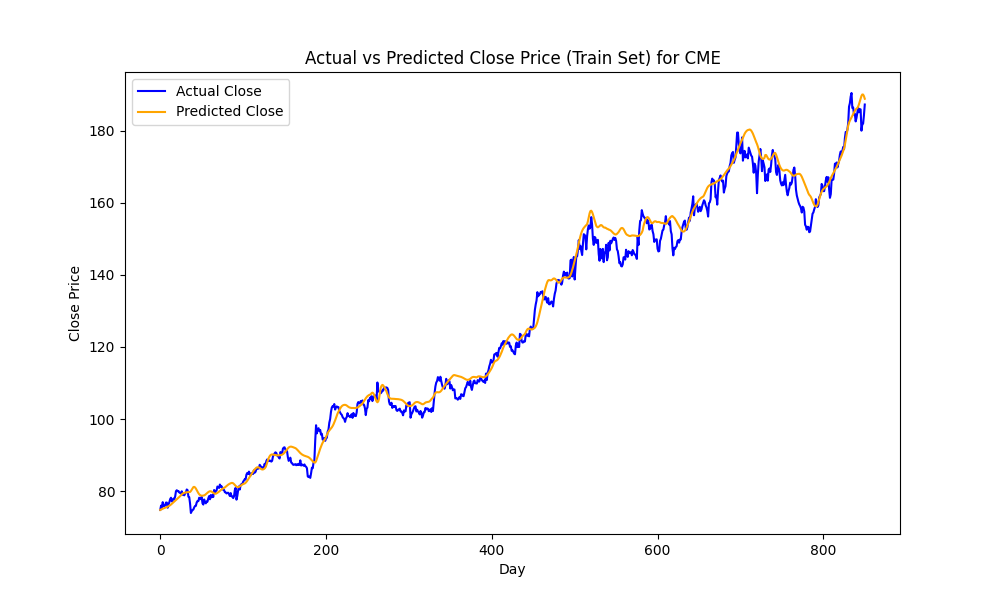 Actual vs Predicted Close Price (Train Set) for CME
Actual Close
Predicted Close
Close Price
180
160
140
120
100
80
0 200 400 600 800
Day